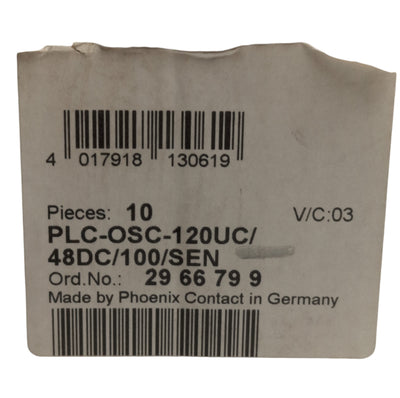 4 017918 130619
Pieces: 10 V/C:03
PLC-OSC-120UC/
48DC/100/SEN
Ord.No.: 29 66 79 9
Made by Phoenix Contact in Germany